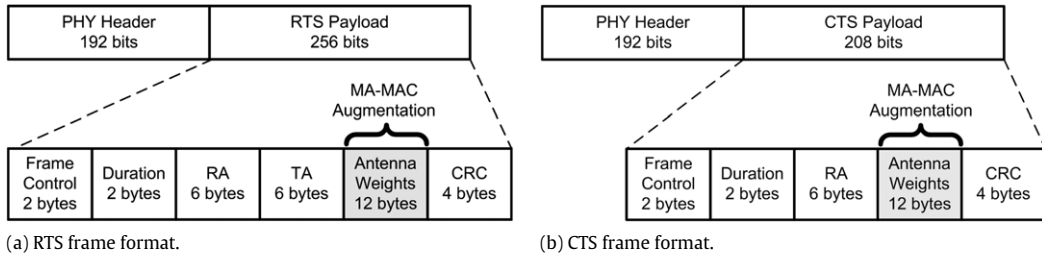 PHY Header
192 bits
RTS Payload
256 bits
MA-MAC
Augmentation
Frame
Control
2 bytes
Duration
2 bytes
RA
6 bytes
TA
6 bytes
Antenna
Weights
12 bytes
CRC
4 bytes
(a) RTS frame format.
PHY Header
192 bits
CTS Payload
208 bits
MA-MAC
Augmentation
Frame
Control
2 bytes
Duration
2 bytes
RA
6 bytes
Antenna
Weights
12 bytes
CRC
4 bytes
(b) CTS frame format.